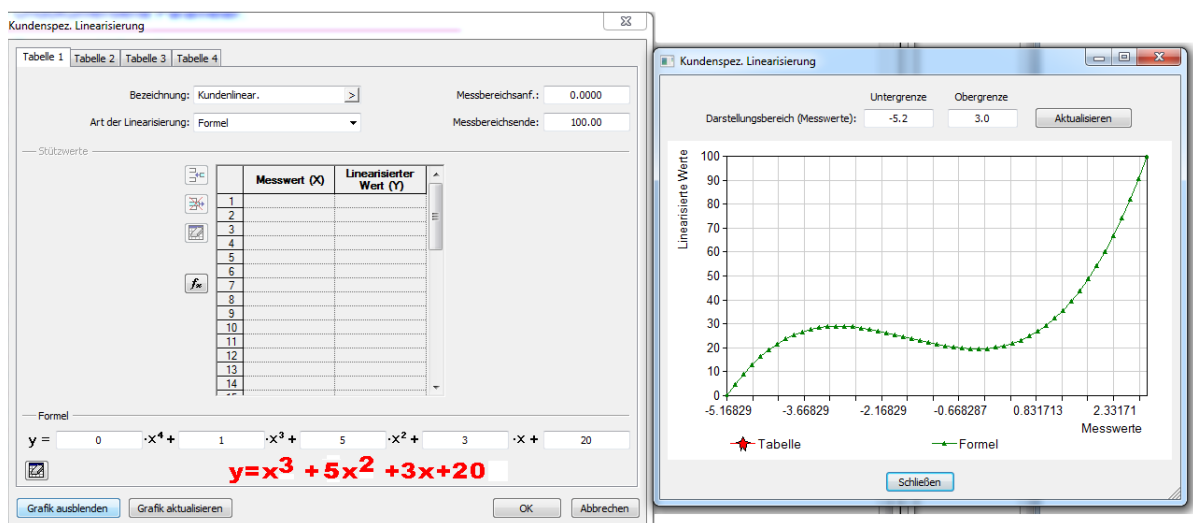 Kundenspez. Linearisierung
Tabelle 1 Tabelle 2 Tabelle 3 Tabelle 4
Bezeichnung: Kundenlinear. > Messbereichsanf.: 0.0000
Art der Linearisierung: Formel Messbereichsende: 100.00
Stützwerte
Messwert (X) Linearisierter Wert (Y)
1
2
3
4
5
6
7
8
9
10
11
12
13
14
Formel
y = 0 ·X⁴ + 1 ·X³ + 5 ·X² + 3 ·X + 20
y=x³ +5x² +3x+20
Grafik ausblenden Grafik aktualisieren OK Abbrechen
Kundenspez. Linearisierung
Untergrenze Obergrenze
Darstellungsbereich (Messwerte): -5.2 3.0 Aktualisieren
Linearisierte Werte
100
90
80
70
60
50
40
30
20
10
0
-5.16829 -3.66829 -2.16829 -0.668287 0.831713 2.33171
Messwerte
Tabelle Formel
Schließen